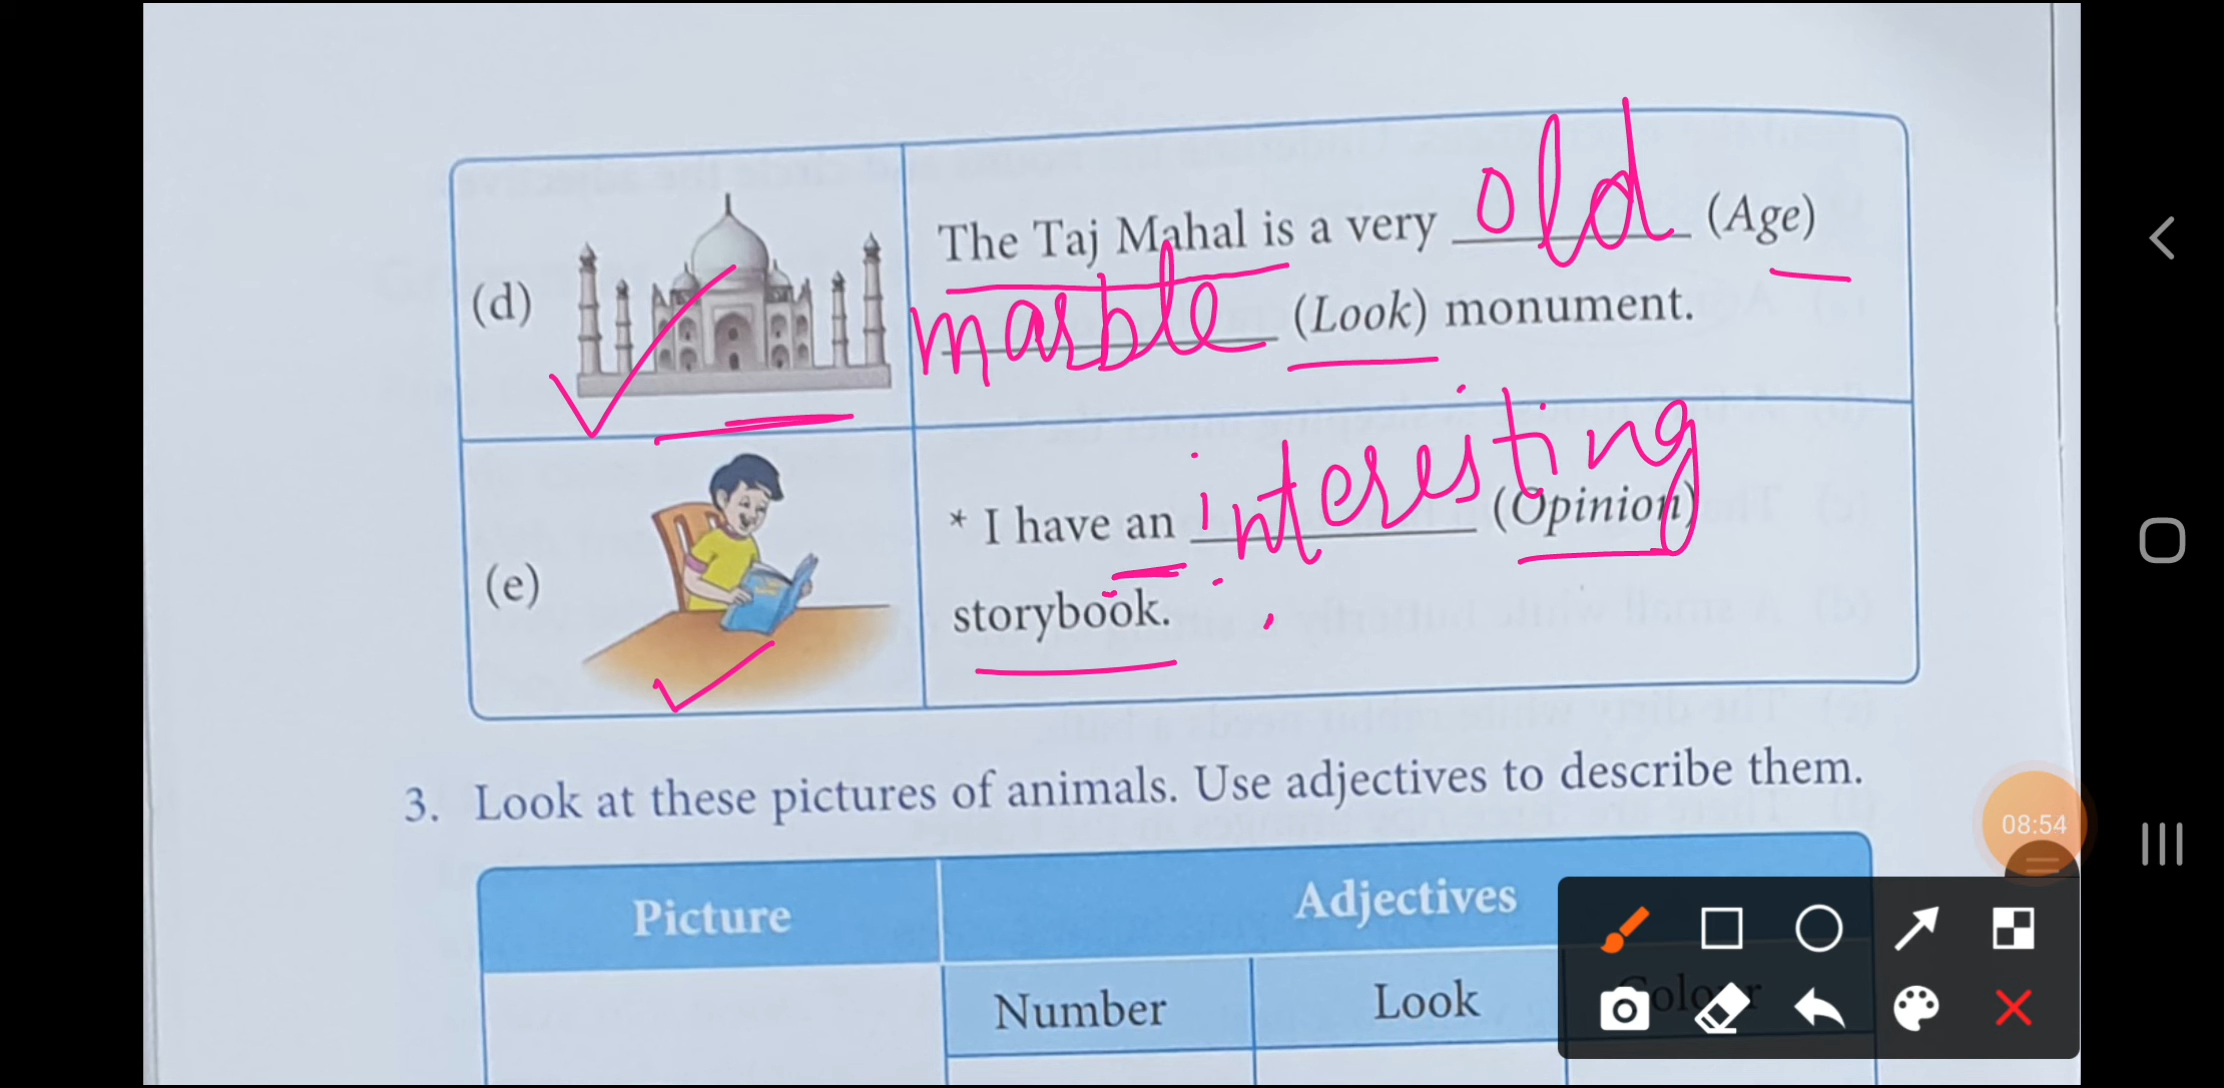 The Taj Mahal is a very old (Age)
(d)
marble (Look) monument.
* I have an interesting (Opinion)
(e)
storybook.
3. Look at these pictures of animals. Use adjectives to describe them.
Picture
Adjectives
Number
Look
Colour
08:54